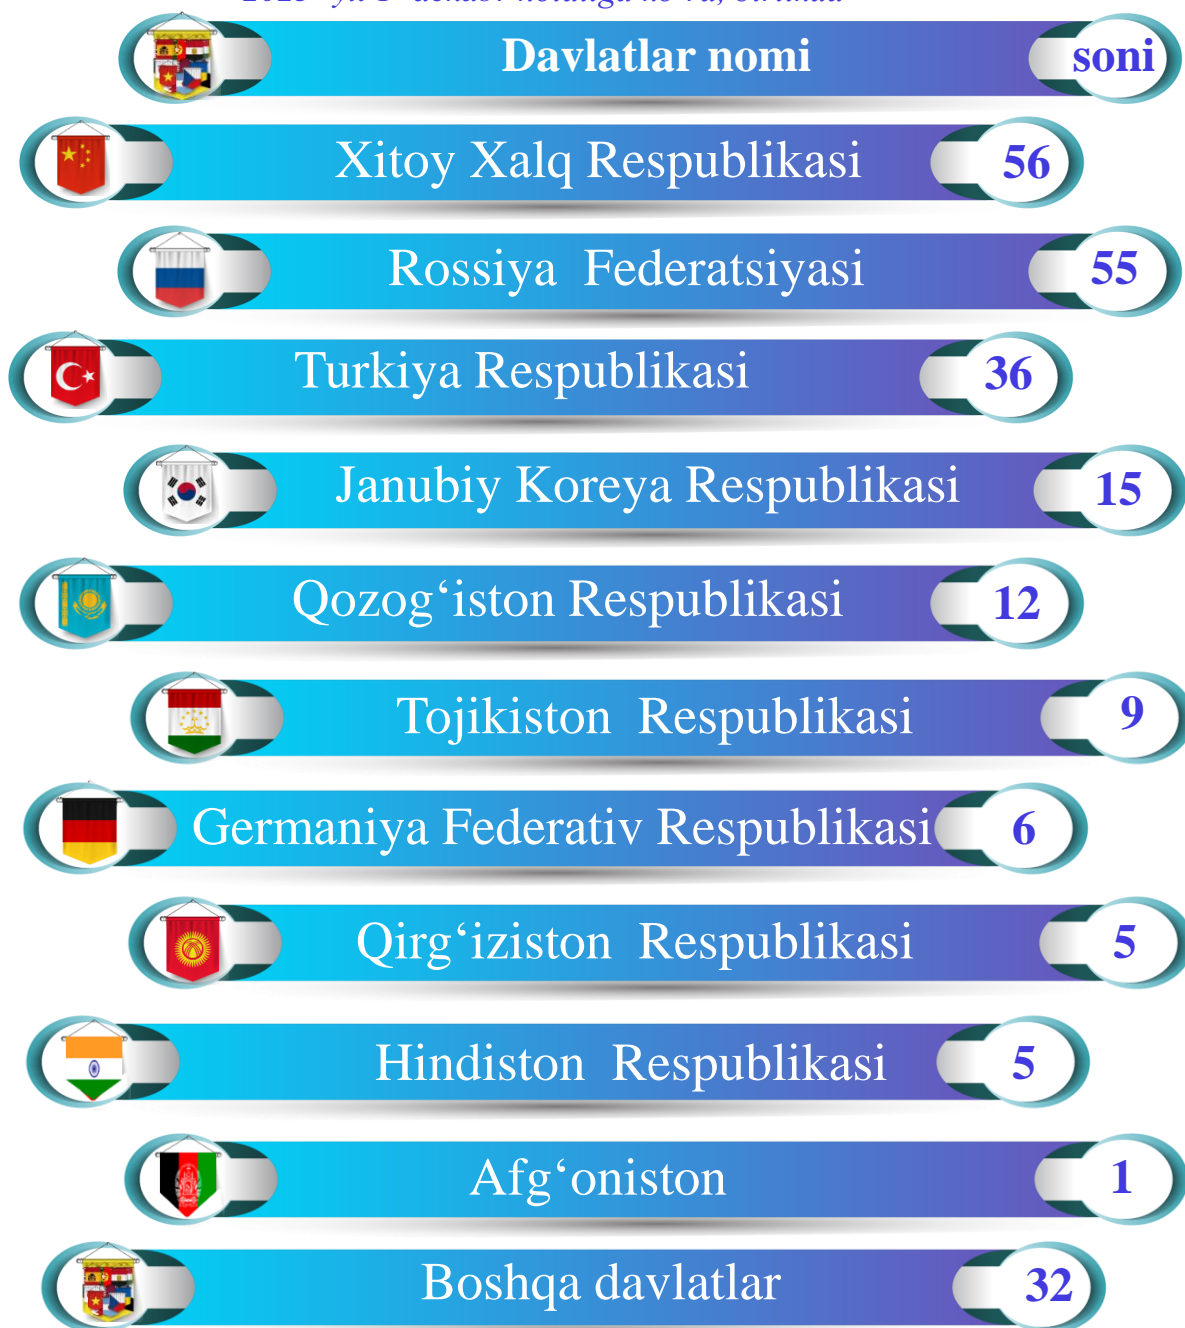 Davlatlar nomi soni
Xitoy Xalq Respublikasi 56
Rossiya Federatsiyasi 55
Turkiya Respublikasi 36
Janubiy Koreya Respublikasi 15
Qozog‘iston Respublikasi 12
Tojikiston Respublikasi 9
Germaniya Federativ Respublikasi 6
Qirg‘iziston Respublikasi 5
Hindiston Respublikasi 5
Afg‘oniston 1
Boshqa davlatlar 32